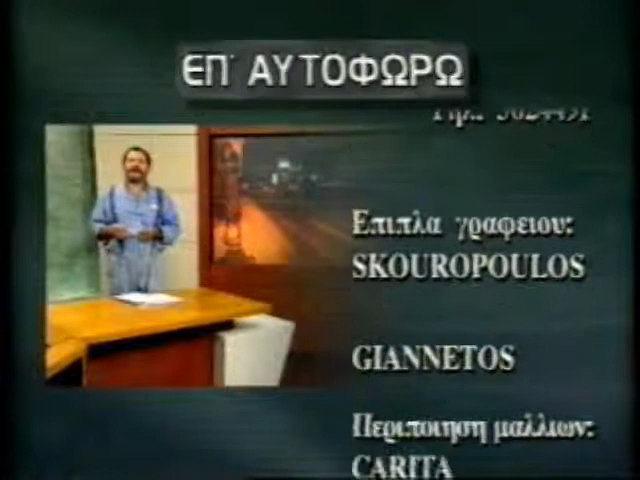 ΕΠ' ΑΥΤΟΦΩΡΩ
Επιπλα γραφειου:
SKOUROPOULOS
GIANNETOS
Περιποιηση μαλλιων:
CARITA